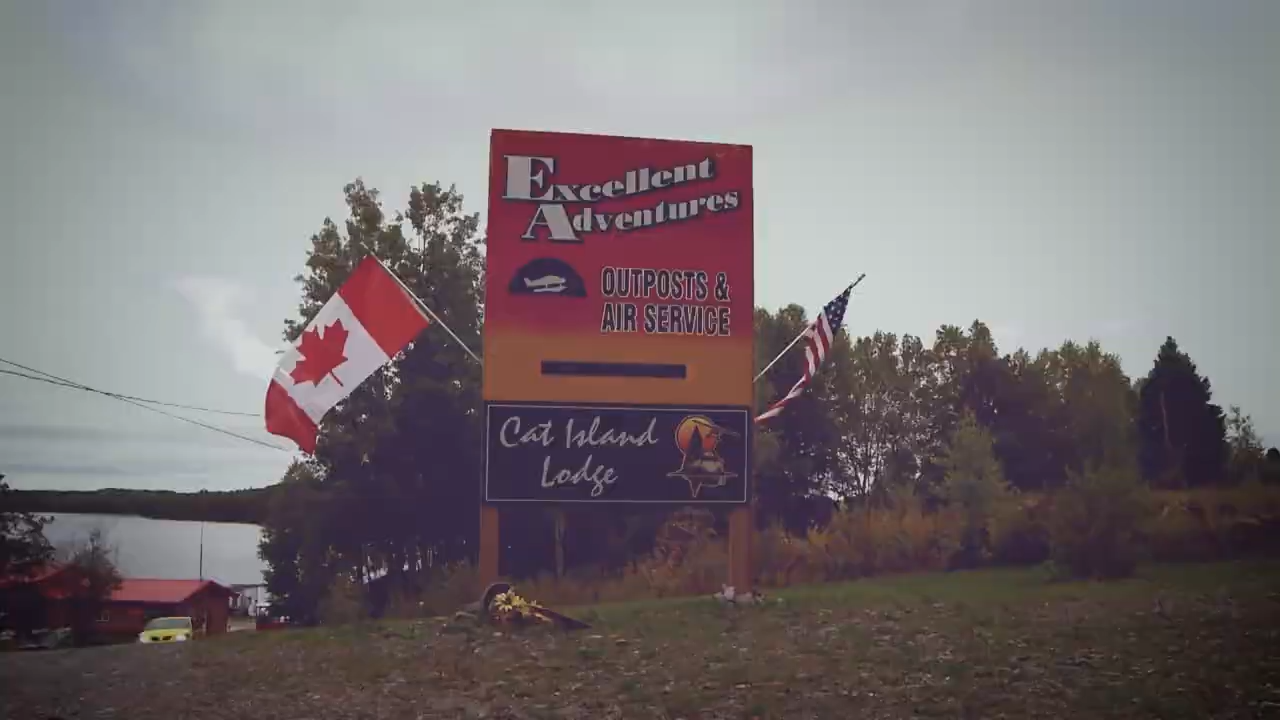 Excellent
Adventures
OUTPOSTS &
AIR SERVICE
Cat Island
Lodge